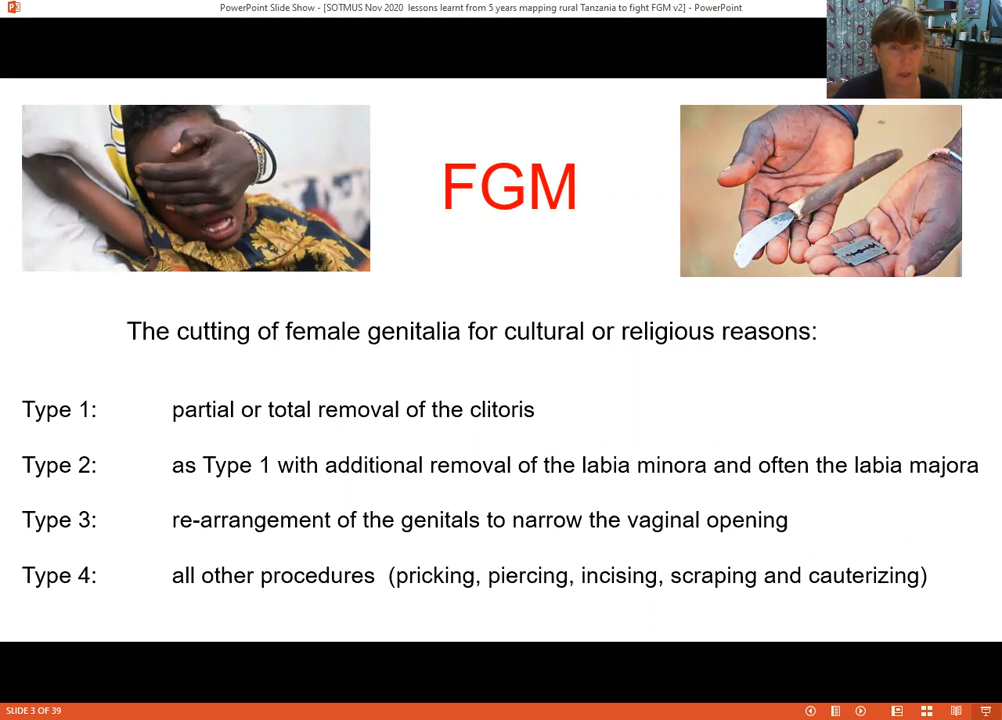 PowerPoint Slide Show - [SOTMUS Nov 2020  lessons learnt from 5 years mapping rural Tanzania to fight FGM v2] - PowerPoint
FGM
The cutting of female genitalia for cultural or religious reasons:
Type 1: partial or total removal of the clitoris
Type 2: as Type 1 with additional removal of the labia minora and often the labia majora
Type 3: re-arrangement of the genitals to narrow the vaginal opening
Type 4: all other procedures  (pricking, piercing, incising, scraping and cauterizing)
SLIDE 3 OF 39